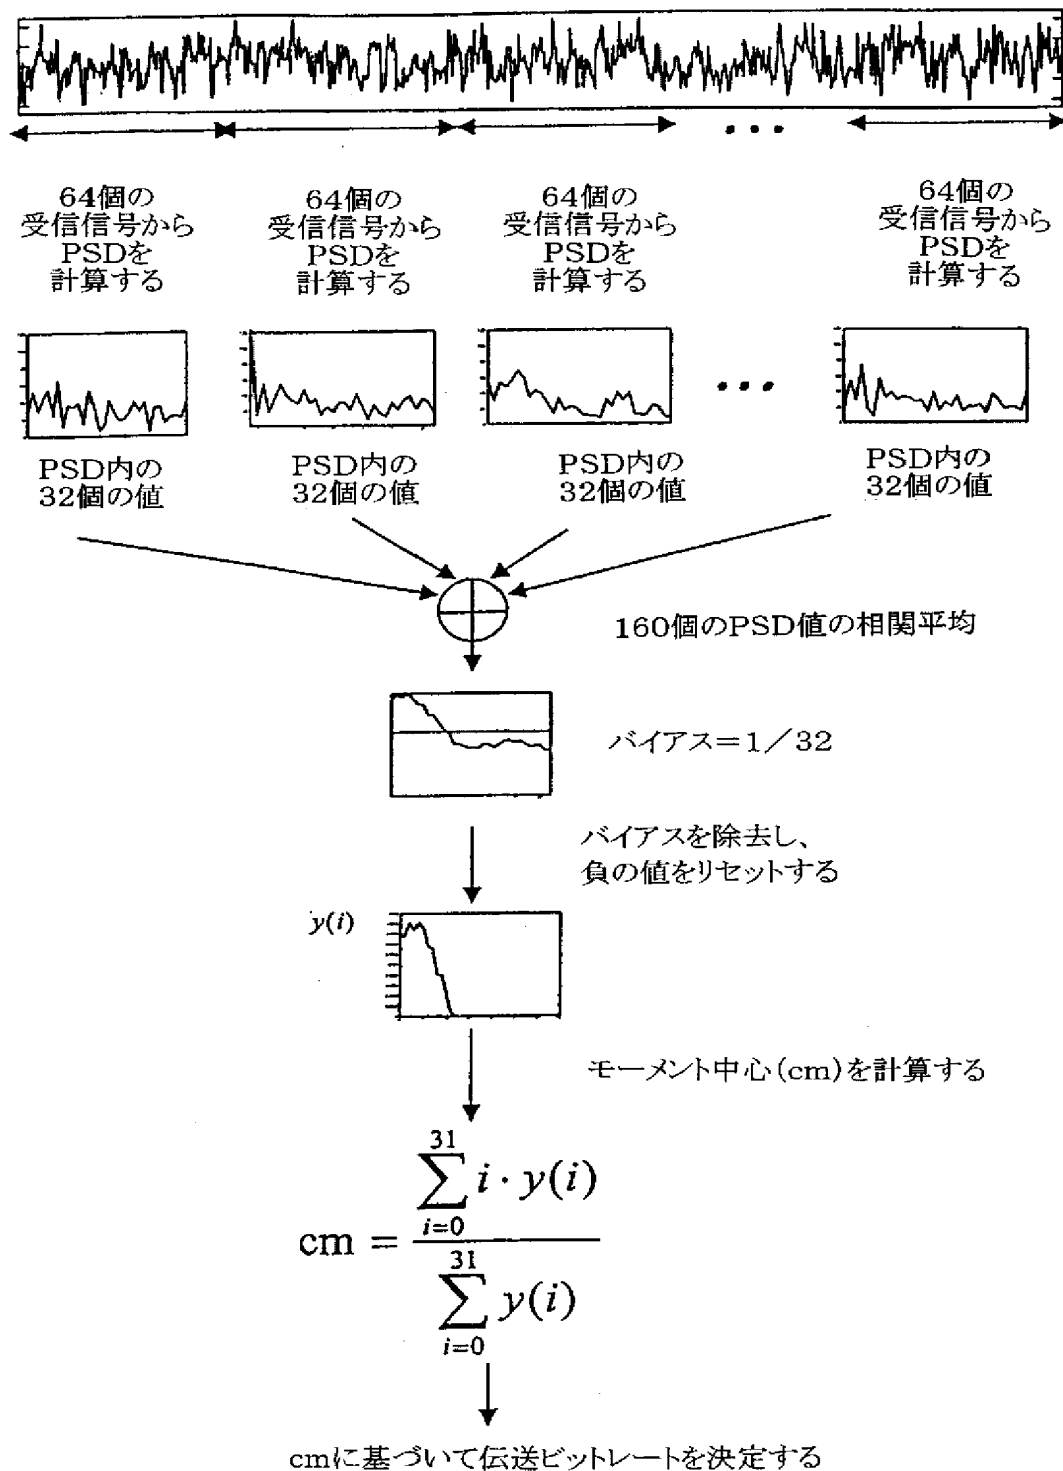 64個の
受信信号から
PSDを
計算する
64個の
受信信号から
PSDを
計算する
64個の
受信信号から
PSDを
計算する
64個の
受信信号から
PSDを
計算する
PSD内の
32個の値
PSD内の
32個の値
PSD内の
32個の値
PSD内の
32個の値
160個のPSD値の相関平均
バイアス=1/32
バイアスを除去し、
負の値をリセットする
y(i)
モーメント中心(cm)を計算する
cm = \frac{\sum_{i=0}^{31} i · y(i)}{\sum_{i=0}^{31} y(i)}
cmに基づいて伝送ビットレートを決定する